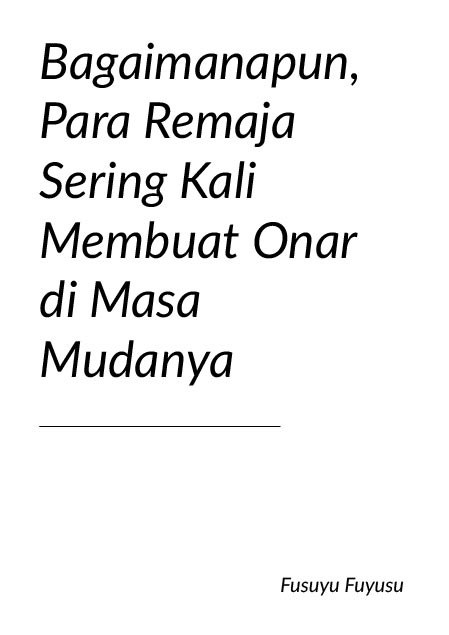 Bagaimanapun,
Para Remaja
Sering Kali
Membuat Onar
di Masa
Mudanya
Fusuyu Fuyusu